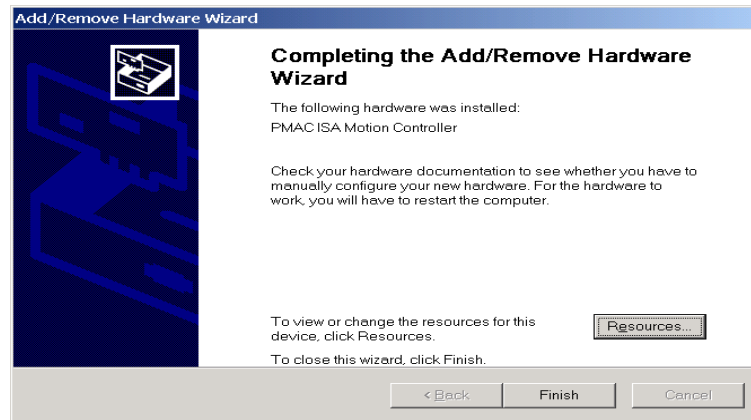 Add/Remove Hardware Wizard
Completing the Add/Remove Hardware
Wizard
The following hardware was installed:
PMAC ISA Motion Controller
Check your hardware documentation to see whether you have to
manually configure your new hardware. For the hardware to
work, you will have to restart the computer.
To view or change the resources for this
device, click Resources.
Resources...
To close this wizard, click Finish.
< Back
Finish
Cancel